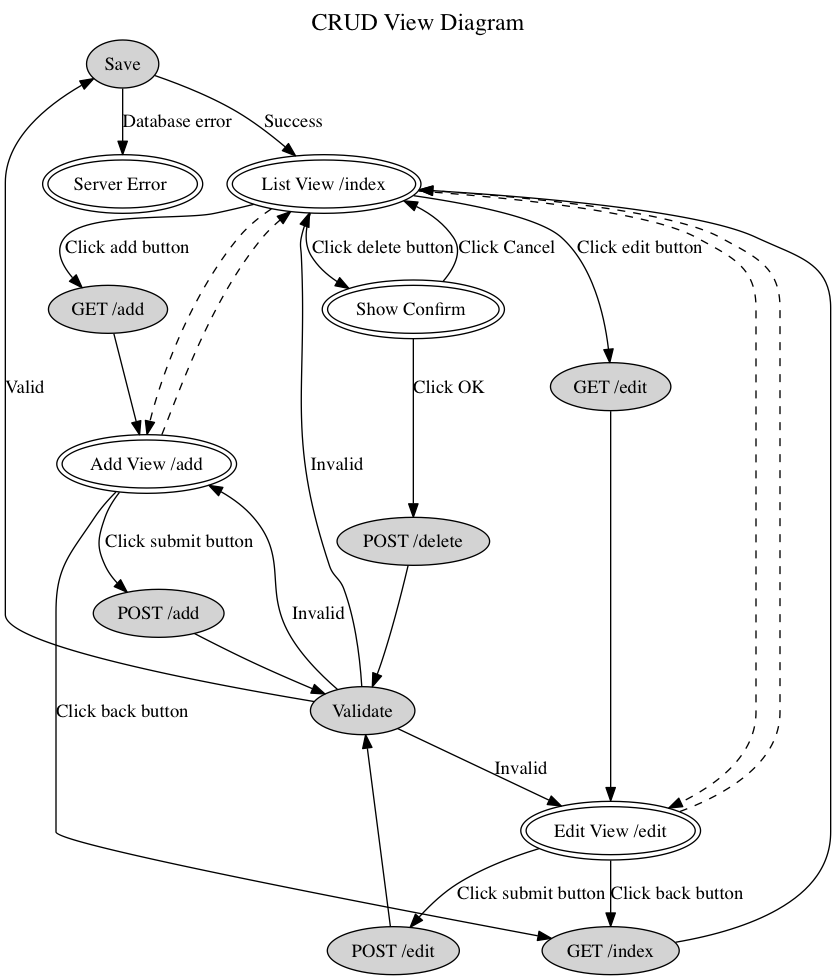 CRUD View Diagram
Save
Database error
Success
Server Error
List View /index
Click add button
Click delete button
Click Cancel
Click edit button
GET /add
Show Confirm
Valid
Click OK
GET /edit
Add View /add
Invalid
Click submit button
POST /delete
POST /add
Invalid
Click back button
Validate
Invalid
Edit View /edit
Click submit button
Click back button
POST /edit
GET /index